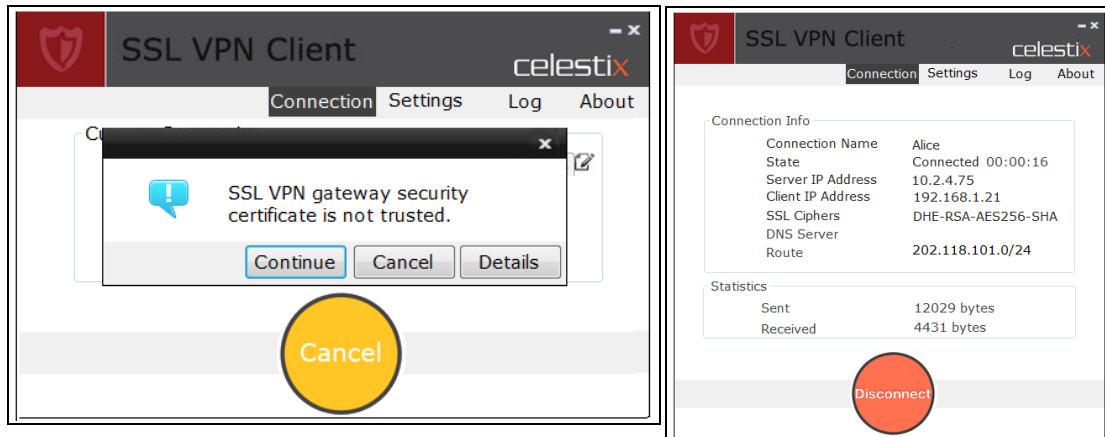 SSL VPN Client
celestix
Connection Settings Log About
SSL VPN gateway security
certificate is not trusted.
Continue Cancel Details
Cancel
SSL VPN Client
celestix
Connection Settings Log About
Connection Info
Connection Name Alice
State Connected 00:00:16
Server IP Address 10.2.4.75
Client IP Address 192.168.1.21
SSL Ciphers DHE-RSA-AES256-SHA
DNS Server
Route 202.118.101.0/24
Statistics
Sent 12029 bytes
Received 4431 bytes
Disconnect